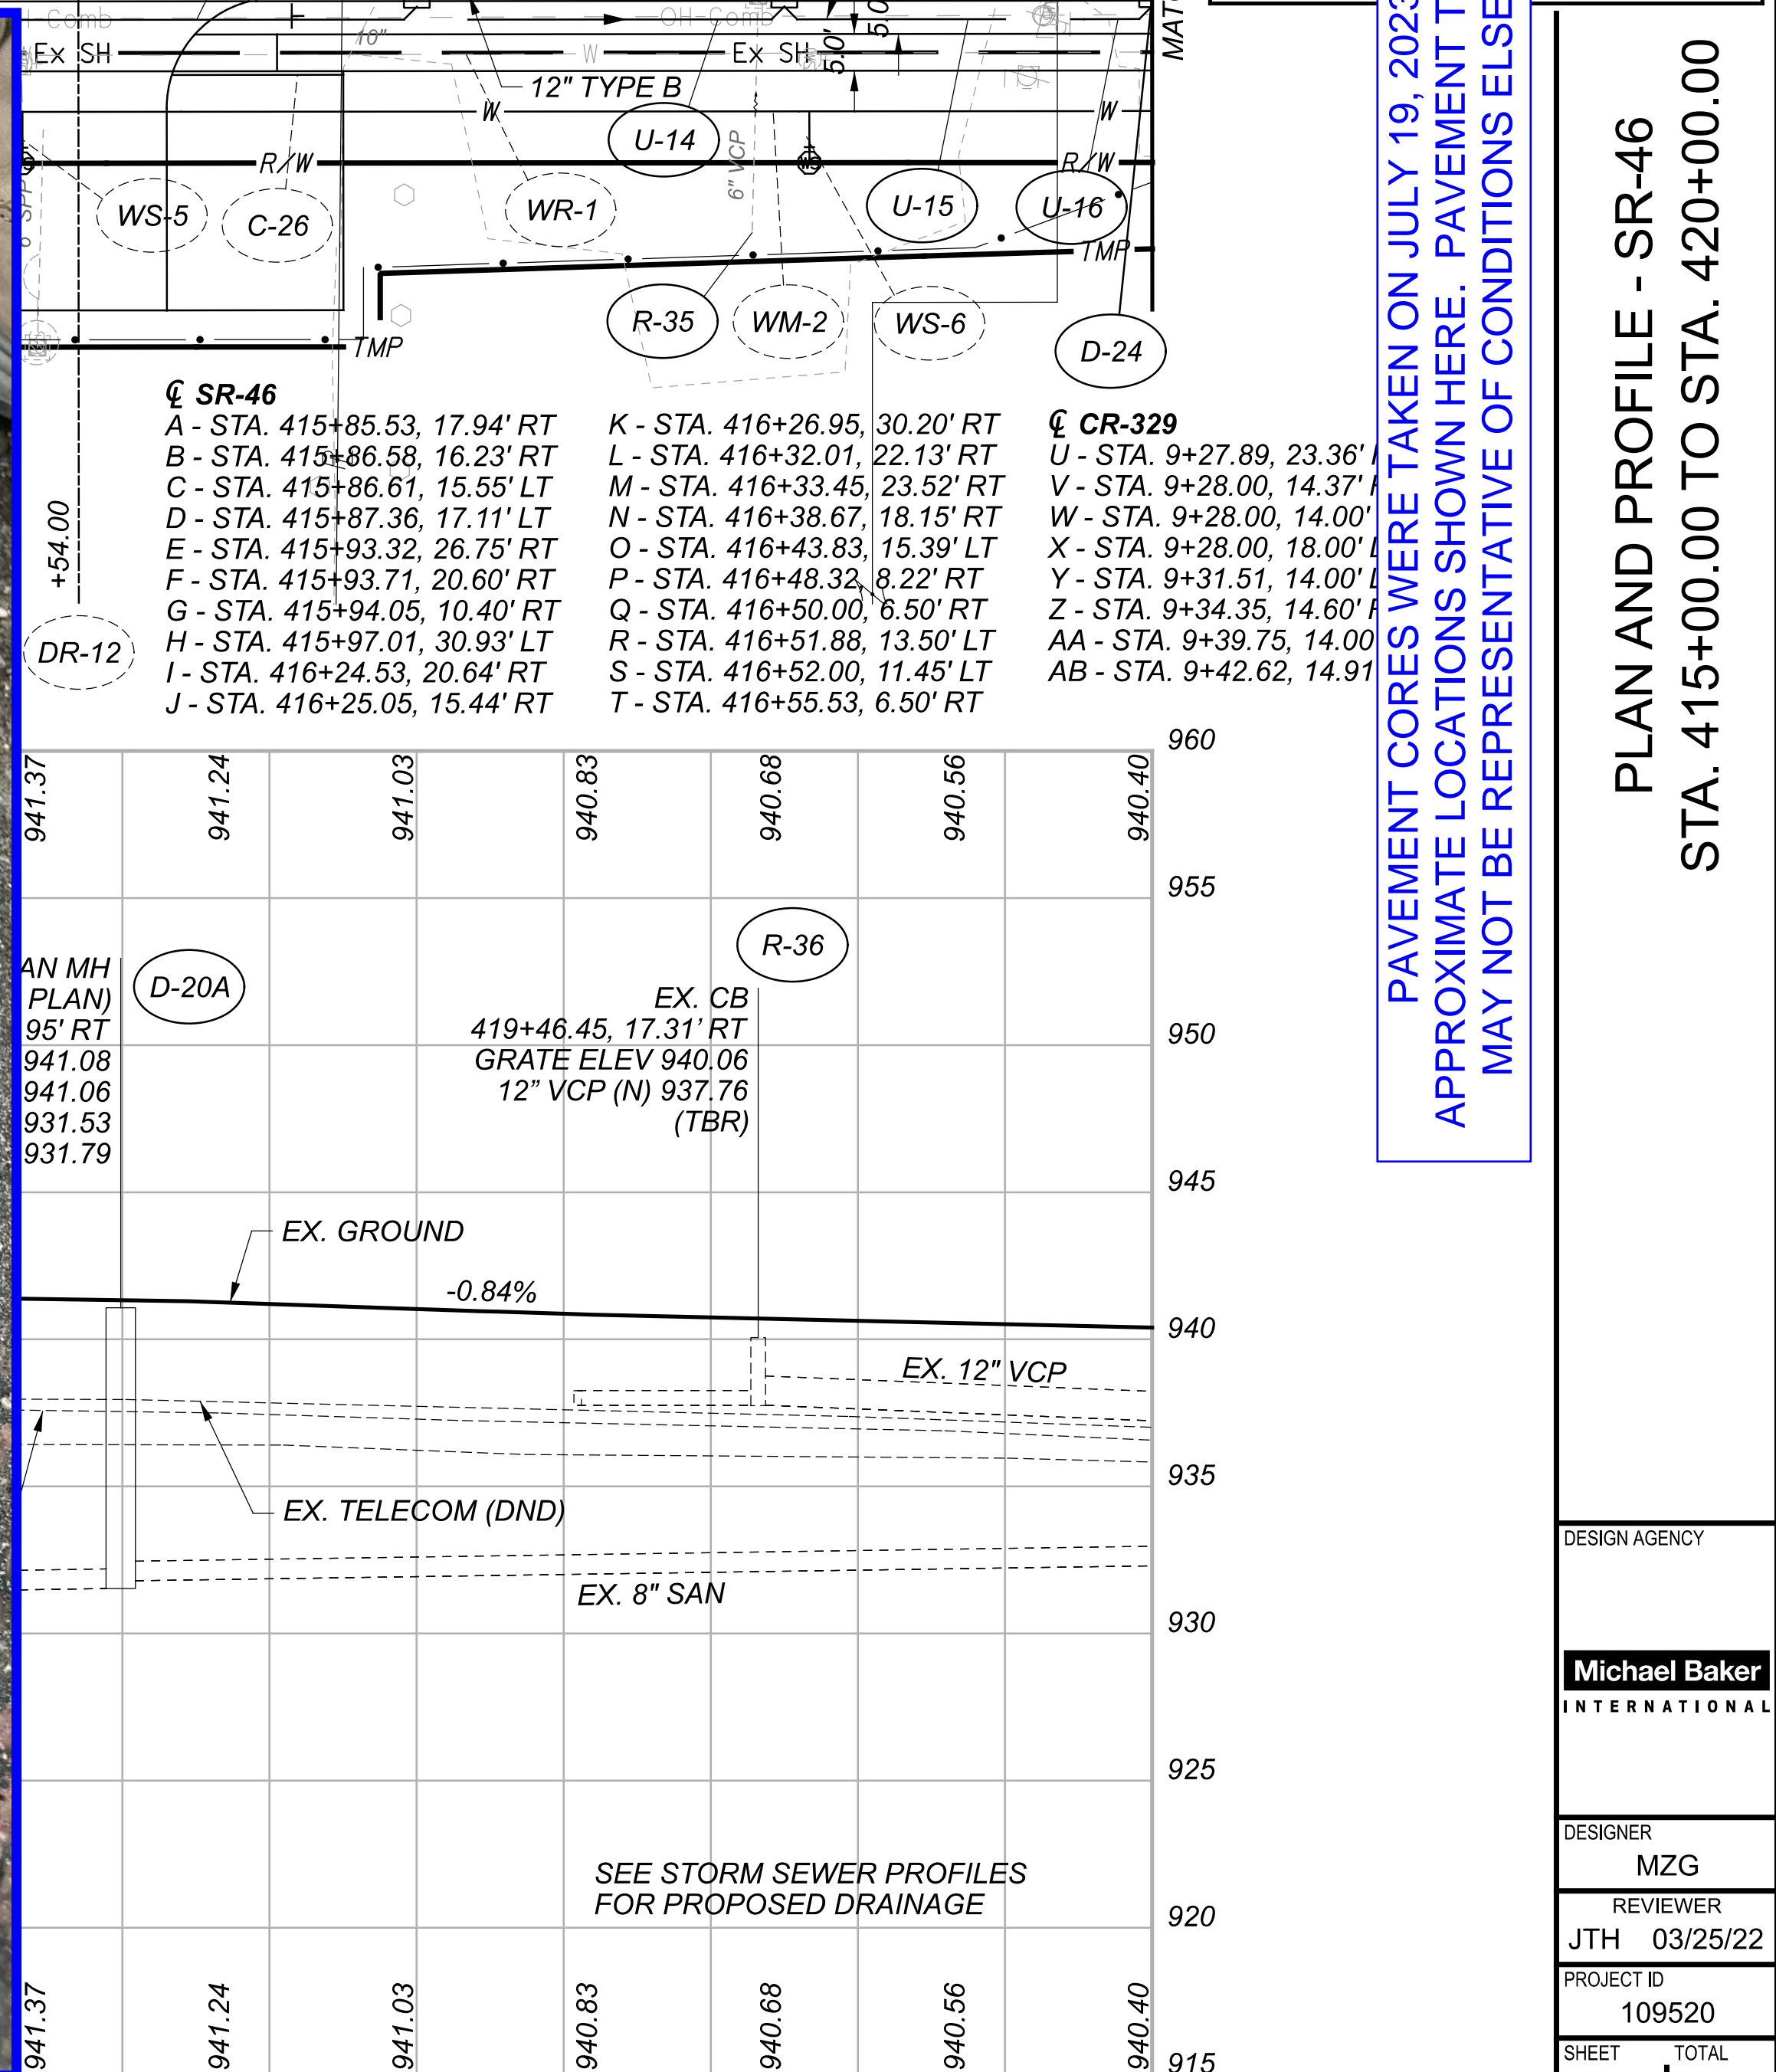 OH-Comb
OH-Comb
5.0'
5.0'
Ex SH
10"
W
Ex SH
12" TYPE B
W
W
U-14
R/W
R/W
6" VCP
WS-5
C-26
WR-1
U-15
U-16
TMP
R-35
WM-2
WS-6
D-24
TMP
+54.00
DR-12
℄ SR-46
A - STA. 415+85.53, 17.94' RT
B - STA. 415+86.58, 16.23' RT
C - STA. 415+86.61, 15.55' LT
D - STA. 415+87.36, 17.11' LT
E - STA. 415+93.32, 26.75' RT
F - STA. 415+93.71, 20.60' RT
G - STA. 415+94.05, 10.40' RT
H - STA. 415+97.01, 30.93' LT
I - STA. 416+24.53, 20.64' RT
J - STA. 416+25.05, 15.44' RT
K - STA. 416+26.95, 30.20' RT
L - STA. 416+32.01, 22.13' RT
M - STA. 416+33.45, 23.52' RT
N - STA. 416+38.67, 18.15' RT
O - STA. 416+43.83, 15.39' LT
P - STA. 416+48.32, 8.22' RT
Q - STA. 416+50.00, 6.50' RT
R - STA. 416+51.88, 13.50' LT
S - STA. 416+52.00, 11.45' LT
T - STA. 416+55.53, 6.50' RT
℄ CR-329
U - STA. 9+27.89, 23.36'
V - STA. 9+28.00, 14.37'
W - STA. 9+28.00, 14.00'
X - STA. 9+28.00, 18.00'
Y - STA. 9+31.51, 14.00'
Z - STA. 9+34.35, 14.60'
AA - STA. 9+39.75, 14.00
AB - STA. 9+42.62, 14.91
PAVEMENT CORES WERE TAKEN ON JULY 19, 2023
APPROXIMATE LOCATIONS SHOWN HERE. PAVEMENT T
MAY NOT BE REPRESENTATIVE OF CONDITIONS ELSE
PLAN AND PROFILE - SR-46
STA. 415+00.00 TO STA. 420+00.00
941.37
941.24
941.03
940.83
940.68
940.56
940.40
960
955
950
945
940
935
930
925
920
915
AN MH
PLAN)
95' RT
941.08
941.06
931.53
931.79
D-20A
R-36
EX. CB
419+46.45, 17.31' RT
GRATE ELEV 940.06
12" VCP (N) 937.76
(TBR)
EX. GROUND
-0.84%
EX. 12" VCP
EX. TELECOM (DND)
EX. 8" SAN
SEE STORM SEWER PROFILES
FOR PROPOSED DRAINAGE
941.37
941.24
941.03
940.83
940.68
940.56
940.40
DESIGN AGENCY
Michael Baker
INTERNATIONAL
DESIGNER
MZG
REVIEWER
JTH 03/25/22
PROJECT ID
109520
SHEET TOTAL